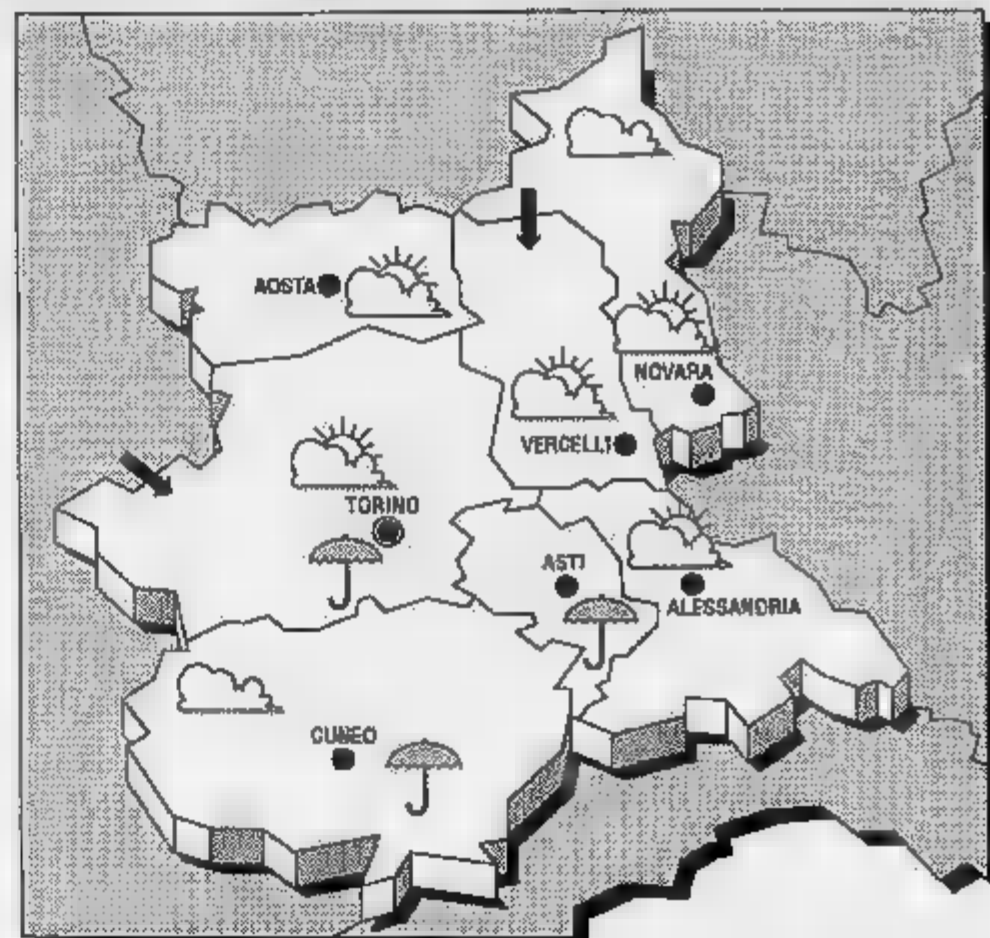 AOSTA
NOVARA
VERCELLI
TORINO
ASTI
ALESSANDRIA
CUNEO